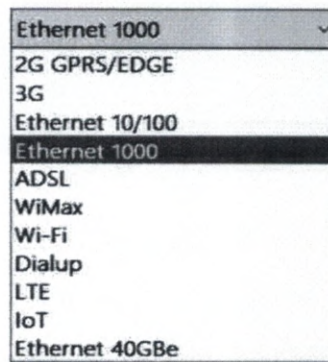 Ethernet 1000
2G GPRS/EDGE
3G
Ethernet 10/100
Ethernet 1000
ADSL
WiMax
Wi-Fi
Dialup
LTE
IoT
Ethernet 40GBe